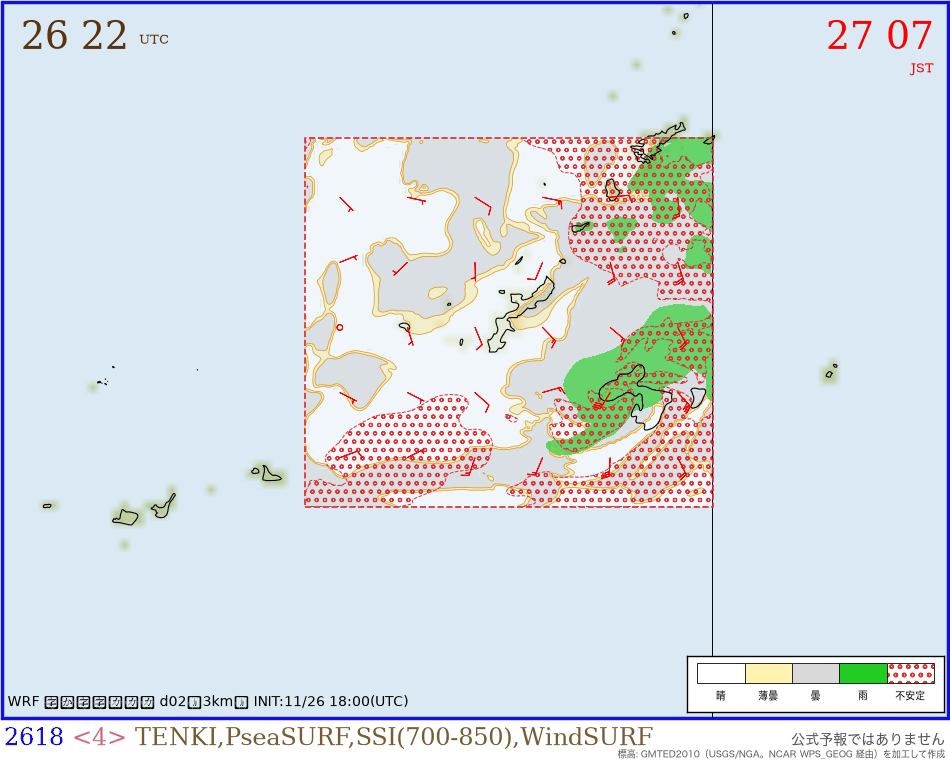 26 22 UTC
27 07
JST
晴 薄曇 曇 雨 不安定
WRF d02 3km INIT:11/26 18:00(UTC)
2618 <4> TENKI,PseaSURF,SSI(700-850),WindSURF
公式予報ではありません
標高: GMTED2010（USGS/NGA。NCAR WPS_GEOG 経由）を加工して作成